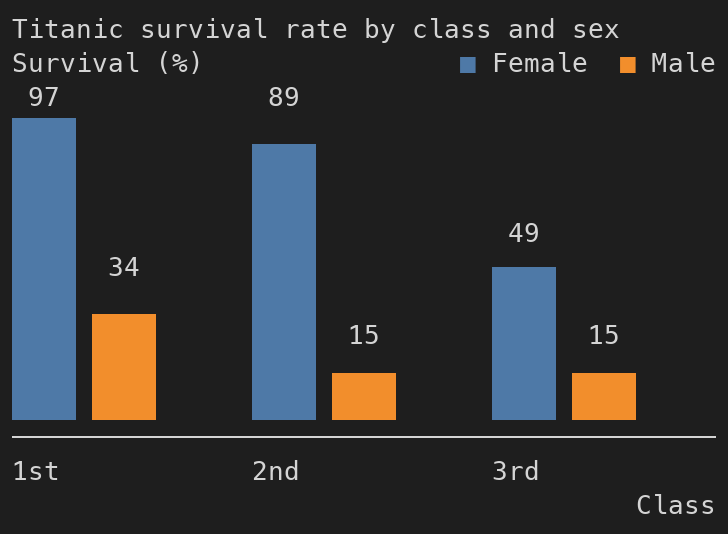 Titanic survival rate by class and sex
Survival (%) Female Male
97 89
49
34
15 15
1st 2nd 3rd
Class